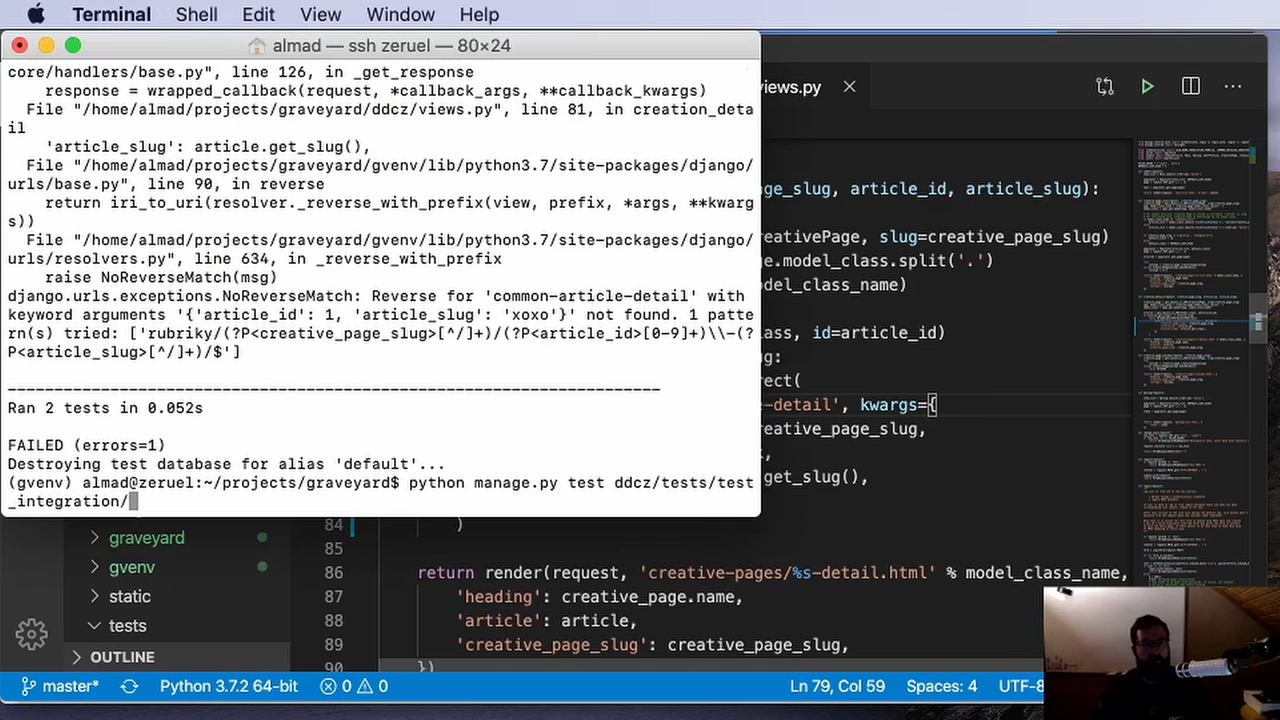 Terminal Shell Edit View Window Help
almad — ssh zeruel — 80×24
core/handlers/base.py", line 126, in _get_response
response = wrapped_callback(request, *callback_args, **callback_kwargs)
File "/home/almad/projects/graveyard/ddcz/views.py", line 81, in creation_deta
il
'article_slug': article.get_slug(),
File "/home/almad/projects/graveyard/gvenv/lib/python3.7/site-packages/django/
urls/base.py", line 90, in reverse
return iri_to_uri(resolver._reverse_with_prefix(view, prefix, *args, **kwarg
s))
File "/home/almad/projects/graveyard/gvenv/lib/python3.7/site-packages/django/
urls/resolvers.py", line 634, in _reverse_with_prefix
raise NoReverseMatch(msg)
django.urls.exceptions.NoReverseMatch: Reverse for 'common-article-detail' with
keyword arguments '{'article_id': 1, 'article_slug': 'xoxo'}' not found. 1 patte
rn(s) tried: ['rubriky/(?P<creative_page_slug>[^/]+)/(?P<article_id>[0-9]+)\\-(?
P<article_slug>[^/]+)/$']
----------------------------------------------------------------------
Ran 2 tests in 0.052s
FAILED (errors=1)
Destroying test database for alias 'default'...
(gvenv) almad@zeruel:~/projects/graveyard$ python manage.py test ddcz/tests/test
_integration/
iews.py
ge_slug, article_id, article_slug):
reativePage, slug=creative_page_slug)
ge.model_class.split('.')
odel_class_name)
lass, id=article_id)
ug:
rect(
e-detail', kwargs={
reative_page_slug,
,
get_slug(),
84 )
85
86 return render(request, 'creative-pages/%s-detail.html' % model_class_name,
87 'heading': creative_page.name,
88 'article': article,
89 'creative_page_slug': creative_page_slug,
90 })
graveyard
gvenv
static
tests
OUTLINE
master* Python 3.7.2 64-bit 0 0 Ln 79, Col 59 Spaces: 4 UTF-8